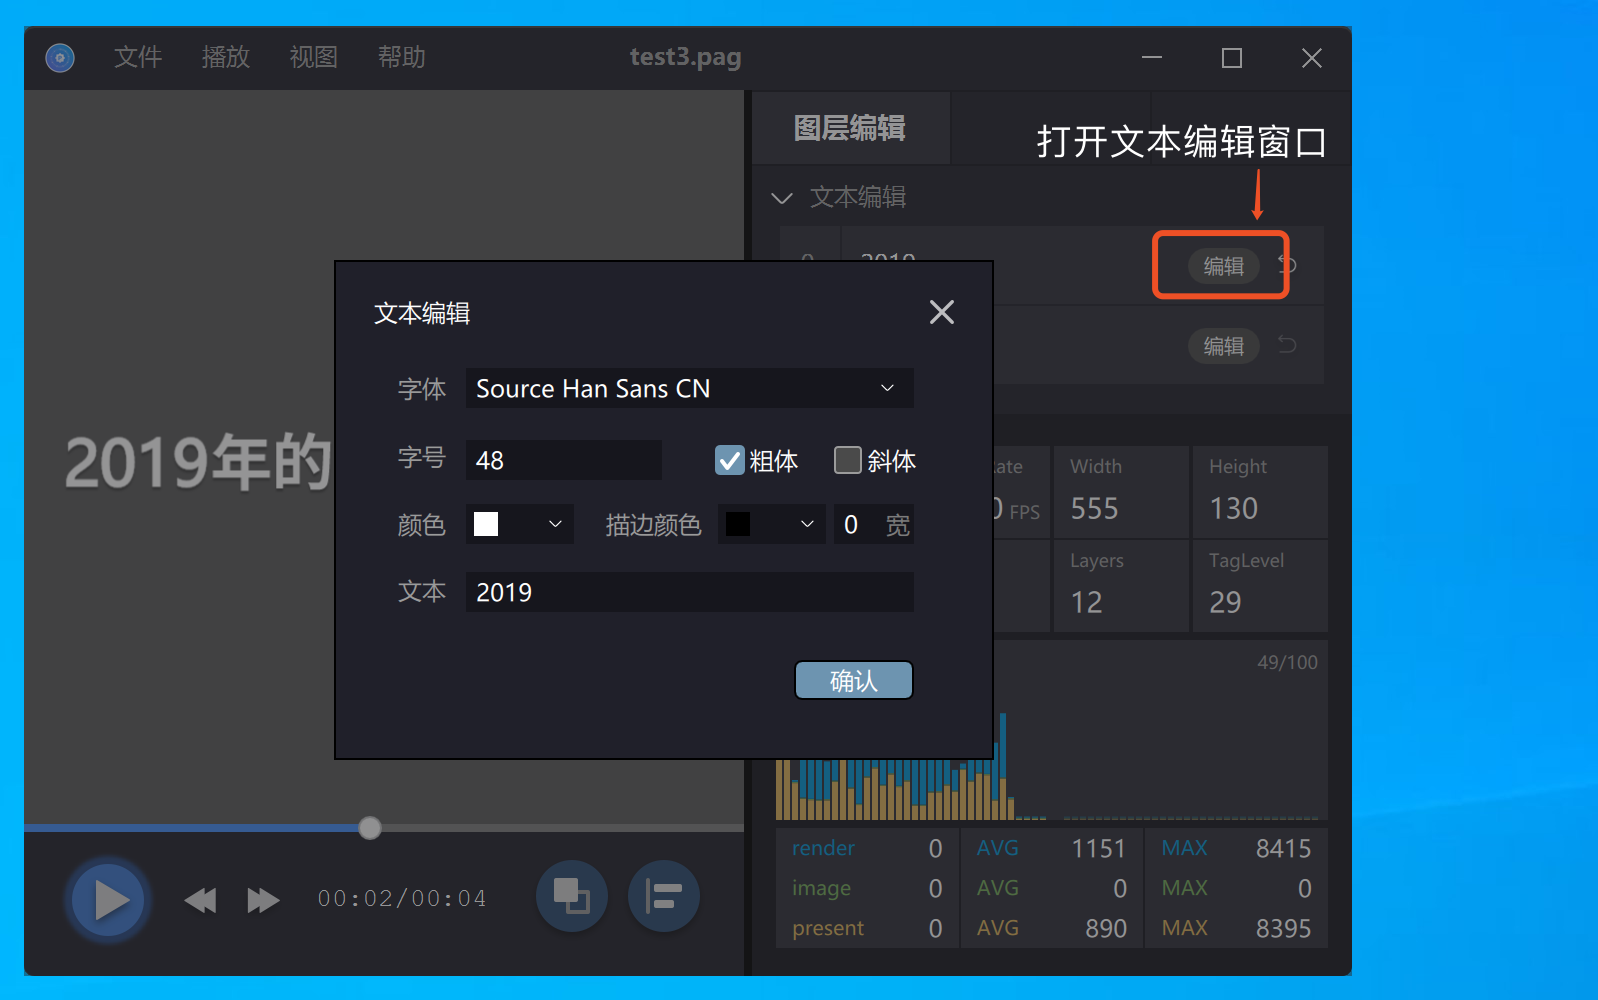 文件 播放 视图 帮助 test3.pag
图层编辑
打开文本编辑窗口
文本编辑
2019
编辑
编辑
文本编辑
字体 Source Han Sans CN
字号 48 粗体 斜体
颜色 描边颜色 0 宽
文本 2019
确认
2019年的
FPS
Width
555
Height
130
Layers
12
TagLevel
29
49/100
render 0 AVG 1151 MAX 8415
image 0 AVG 0 MAX 0
present 0 AVG 890 MAX 8395
00:02/00:04